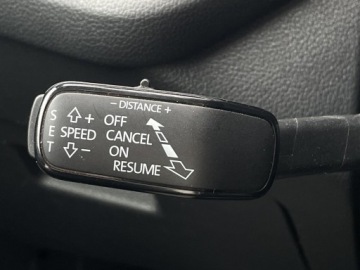 - DISTANCE +
S + OFF
E SPEED CANCEL
T - ON
RESUME